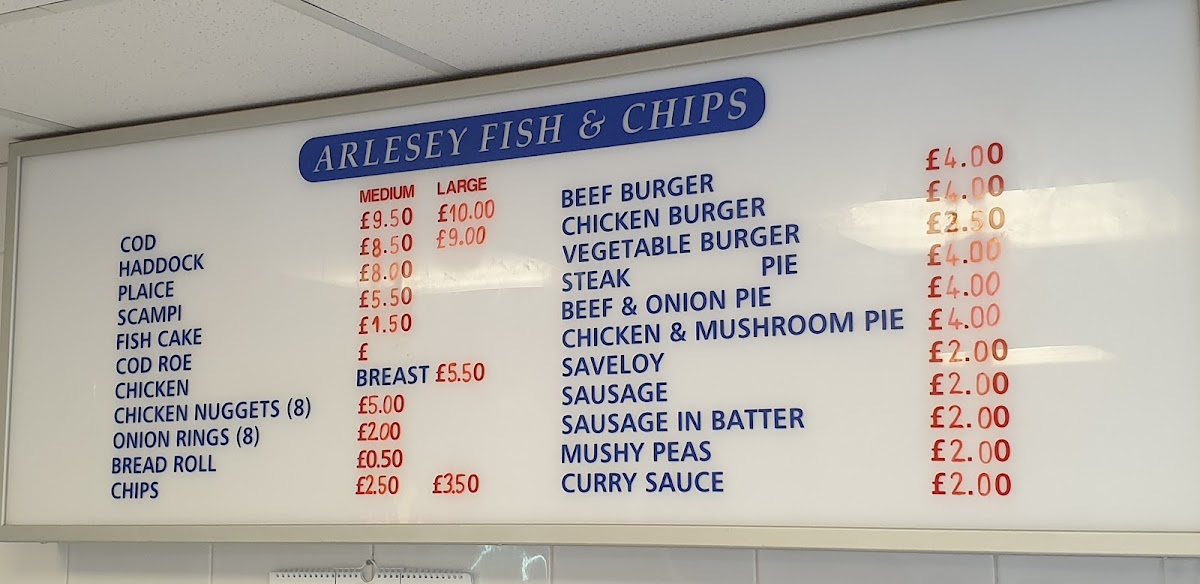 ARLESEY FISH & CHIPS
MEDIUM LARGE
COD £9.50 £10.00
HADDOCK £8.50 £9.00
PLAICE £8.00
SCAMPI £5.50
FISH CAKE £1.50
COD ROE £
CHICKEN BREAST £5.50
CHICKEN NUGGETS (8) £5.00
ONION RINGS (8) £2.00
BREAD ROLL £0.50
CHIPS £2.50 £3.50
BEEF BURGER £4.00
CHICKEN BURGER £4.00
VEGETABLE BURGER
STEAK PIE £4.00
BEEF & ONION PIE £4.00
CHICKEN & MUSHROOM PIE £4.00
SAVELOY £2.00
SAUSAGE £2.00
SAUSAGE IN BATTER £2.00
MUSHY PEAS £2.00
CURRY SAUCE £2.00